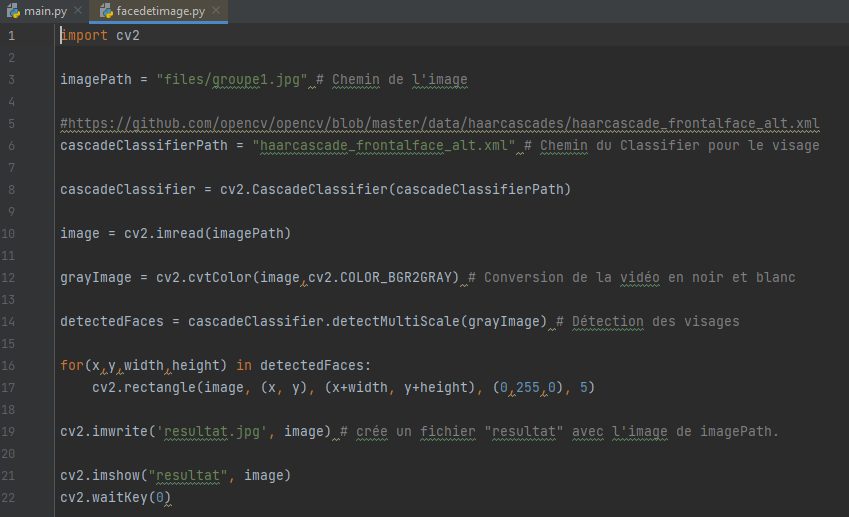 main.py × facedetimage.py ×
1 import cv2
2
3 imagePath = "files/groupe1.jpg" # Chemin de l'image
4
5 #https://github.com/opencv/opencv/blob/master/data/haarcascades/haarcascade_frontalface_alt.xml
6 cascadeClassifierPath = "haarcascade_frontalface_alt.xml" # Chemin du Classifier pour le visage
7
8 cascadeClassifier = cv2.CascadeClassifier(cascadeClassifierPath)
9
10 image = cv2.imread(imagePath)
11
12 grayImage = cv2.cvtColor(image,cv2.COLOR_BGR2GRAY) # Conversion de la vidéo en noir et blanc
13
14 detectedFaces = cascadeClassifier.detectMultiScale(grayImage) # Détection des visages
15
16 for(x,y,width,height) in detectedFaces:
17     cv2.rectangle(image, (x, y), (x+width, y+height), (0,255,0), 5)
18
19 cv2.imwrite('resultat.jpg', image) # crée un fichier "resultat" avec l'image de imagePath.
20
21 cv2.imshow("resultat", image)
22 cv2.waitKey(0)